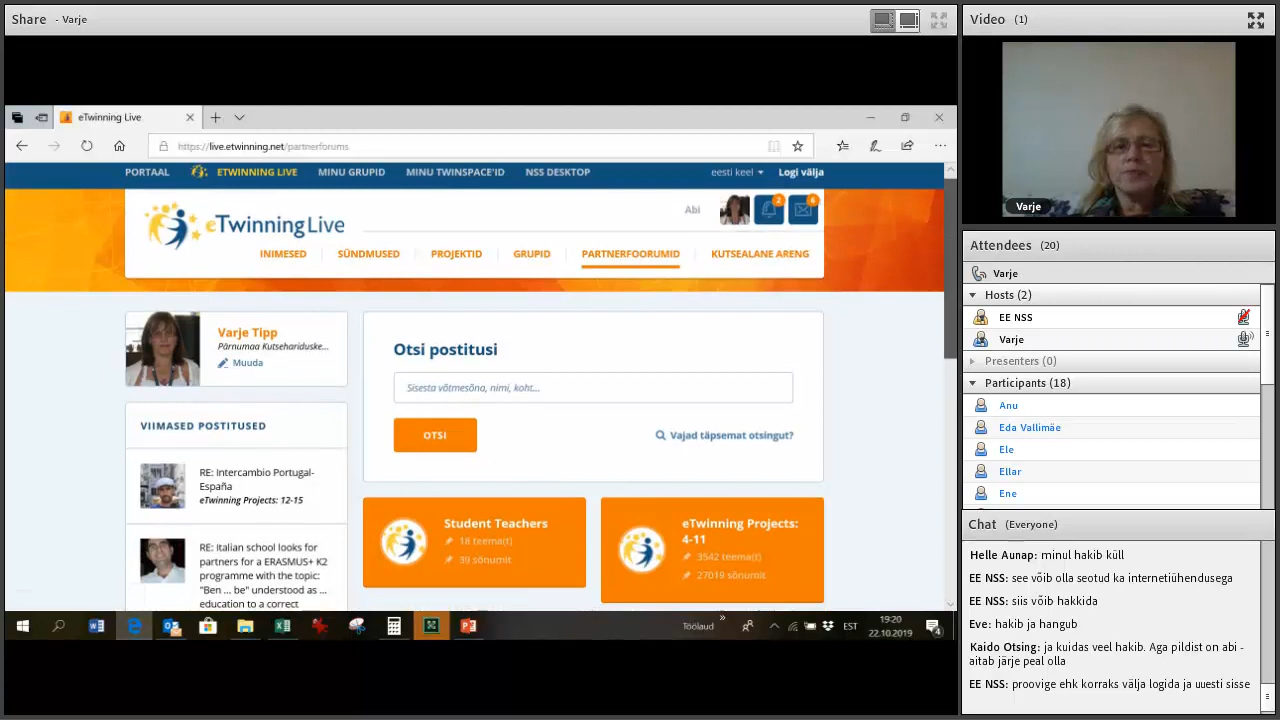 Share - Varje
eTwinning Live
https://live.etwinning.net/partnerforums
PORTAAL ETWINNING LIVE MINU GRUPID MINU TWINSPACE'ID NSS DESKTOP eesti keel Logi välja
eTwinningLive
Abi 2 6
INIMESED SÜNDMUSED PROJEKTID GRUPID PARTNERFOORUMID KUTSEALANE ARENG
Varje Tipp
Pärnumaa Kutsehariduske...
Muuda
VIIMASED POSTITUSED
RE: Intercambio Portugal-
España
eTwinning Projects: 12-15
RE: Italian school looks for
partners for a ERASMUS+ K2
programme with the topic:
"Ben ... be" understood as ...
education to a correct
Otsi postitusi
Sisesta võtmesõna, nimi, koht...
OTSI
Vajad täpsemat otsingut?
Student Teachers
18 teema(t)
39 sõnumit
eTwinning Projects:
4-11
3542 teema(t)
27019 sõnumit
Töölaud » EST
19:20
22.10.2019
4
Video (1)
Varje
Attendees (20)
Varje
Hosts (2)
EE NSS
Varje
Presenters (0)
Participants (18)
Anu
Eda Vallimäe
Ele
Ellar
Ene
Chat (Everyone)
Helle Aunap: minul hakib küll
EE NSS: see võib olla seotud ka internetiühendusega
EE NSS: siis võib hakkida
Eve: hakib ja hangub
Kaido Otsing: ja kuidas veel hakib. Aga pildist on abi -
aitab järje peal olla
EE NSS: proovige ehk korraks välja logida ja uuesti sisse